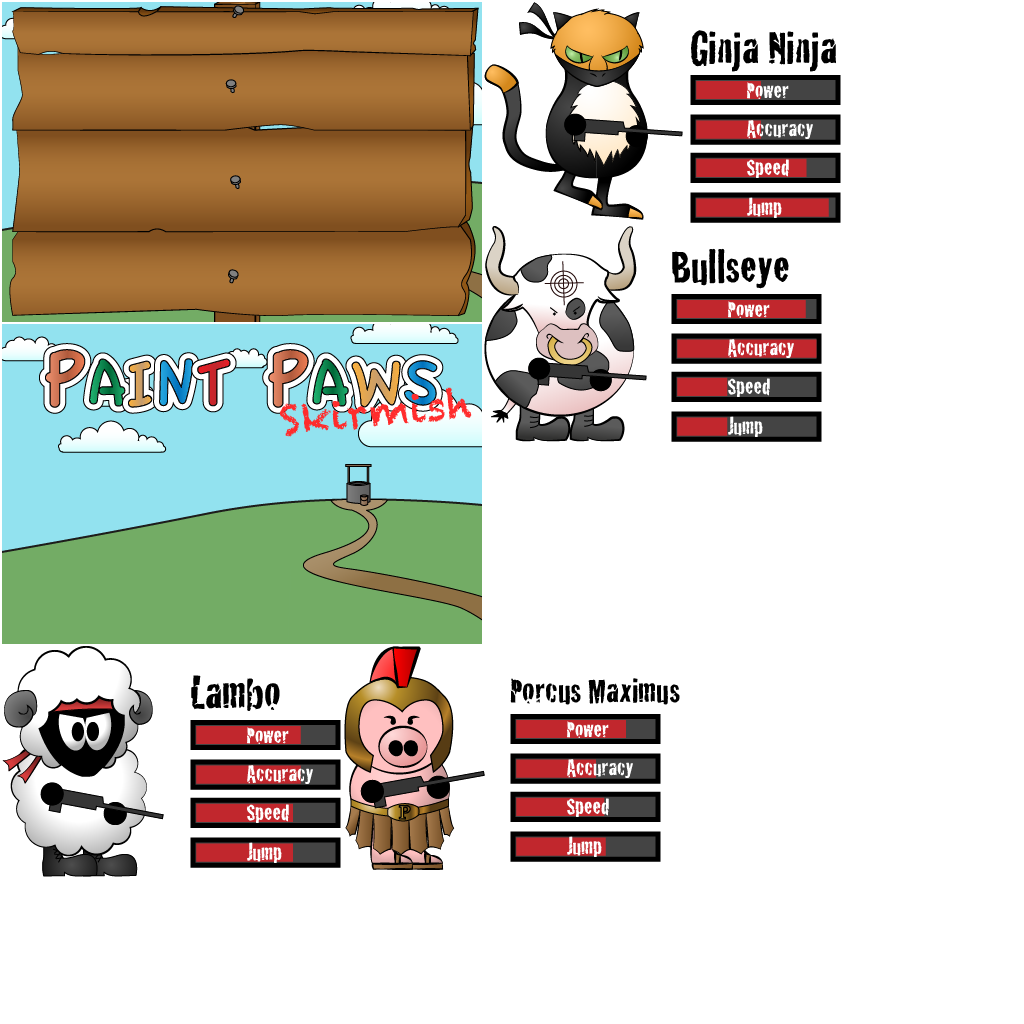 Ginja Ninja
Power
Accuracy
Speed
Jump
Bullseye
Power
Accuracy
Speed
Jump
PAINT PAWS
Skirmish
Lambo
Power
Accuracy
Speed
Jump
Porcus Maximus
Power
Accuracy
Speed
Jump
P